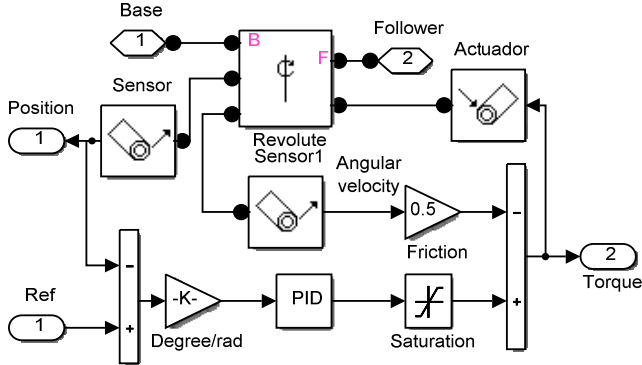 Base
1
B
F
Follower
2
Actuador
Sensor
Position
1
Revolute
Sensor1
Angular
velocity
0.5
Friction
-
+
2
Torque
Ref
1
-
+
-K-
Degree/rad
PID
Saturation